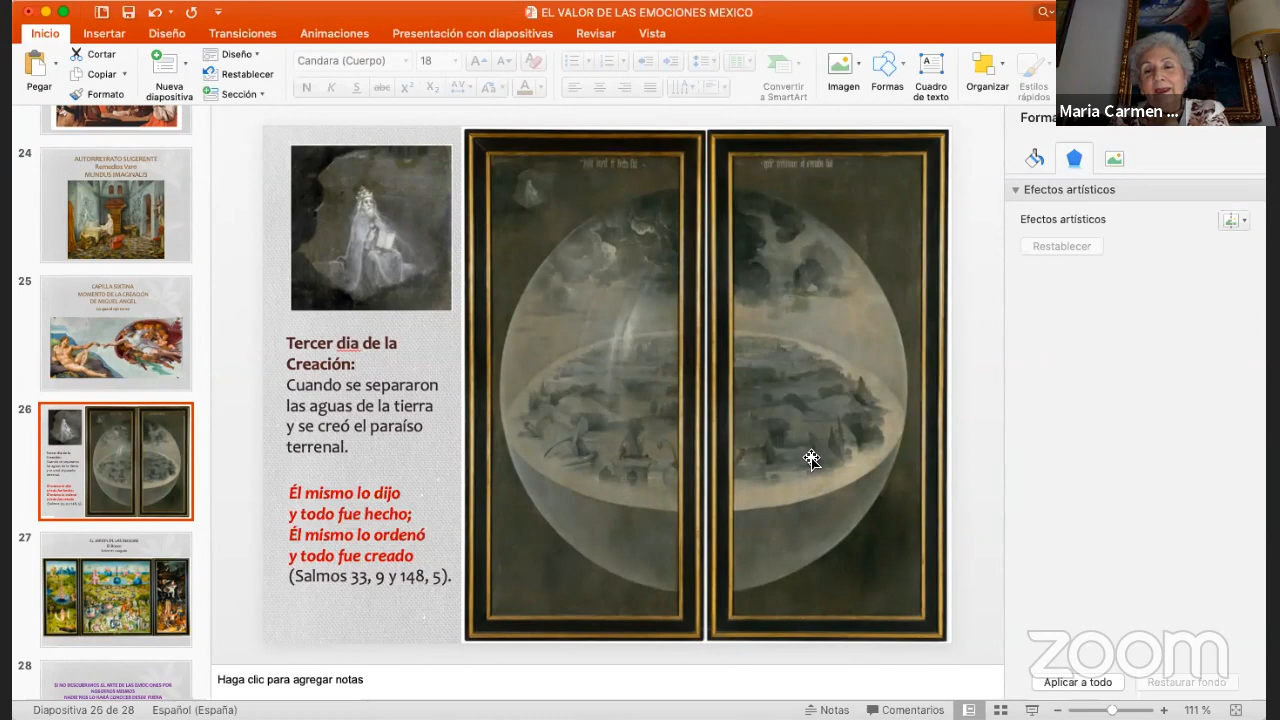 EL VALOR DE LAS EMOCIONES MEXICO
Inicio Insertar Diseño Transiciones Animaciones Presentación con diapositivas Revisar Vista
Pegar
Cortar
Copiar
Formato
Nueva
diapositiva
Diseño
Restablecer
Sección
Candara (Cuerpo) 18
N K S abc X² X₂
Convertir
a SmartArt
Imagen Formas Cuadro
de texto
Organizar Estilos
rápidos
Maria Carmen ...
Forma
Efectos artísticos
Efectos artísticos
Restablecer
24
AUTORRETRATO SUGERENTE
Remedios Varo
MUNDUS IMAGINALIS
25
CAPILLA SIXTINA
MOMENTO DE LA CREACIÓN
DE MIGUEL ANGEL
26
27
28
Tercer dia de la
Creación:
Cuando se separaron
las aguas de la tierra
y se creó el paraíso
terrenal.
Él mismo lo dijo
y todo fue hecho;
Él mismo lo ordenó
y todo fue creado
(Salmos 33, 9 y 148, 5).
Haga clic para agregar notas
zoom
Aplicar a todo Restaurar fondo
Diapositiva 26 de 28 Español (España) Notas Comentarios 111 %